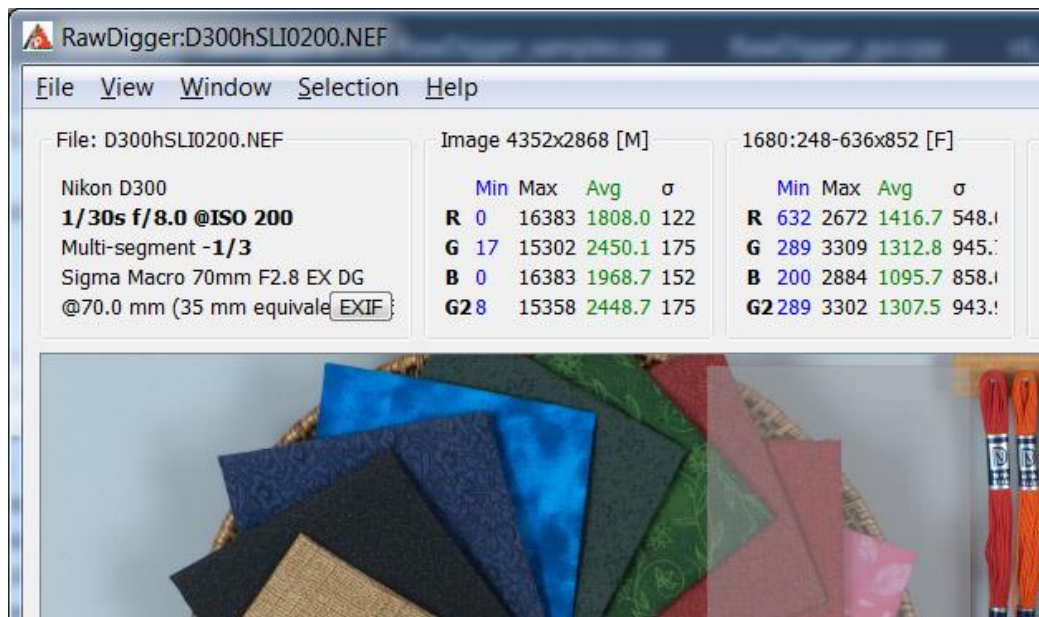 RawDigger:D300hSLI0200.NEF
File View Window Selection Help
File: D300hSLI0200.NEF
Nikon D300
1/30s f/8.0 @ISO 200
Multi-segment -1/3
Sigma Macro 70mm F2.8 EX DG
@70.0 mm (35 mm equivale EXIF
Image 4352x2868 [M]
Min Max Avg σ
R 0 16383 1808.0 122
G 17 15302 2450.1 175
B 0 16383 1968.7 152
G2 8 15358 2448.7 175
1680:248-636x852 [F]
Min Max Avg σ
R 632 2672 1416.7 548.
G 289 3309 1312.8 945.
B 200 2884 1095.7 858.
G2 289 3302 1307.5 943.